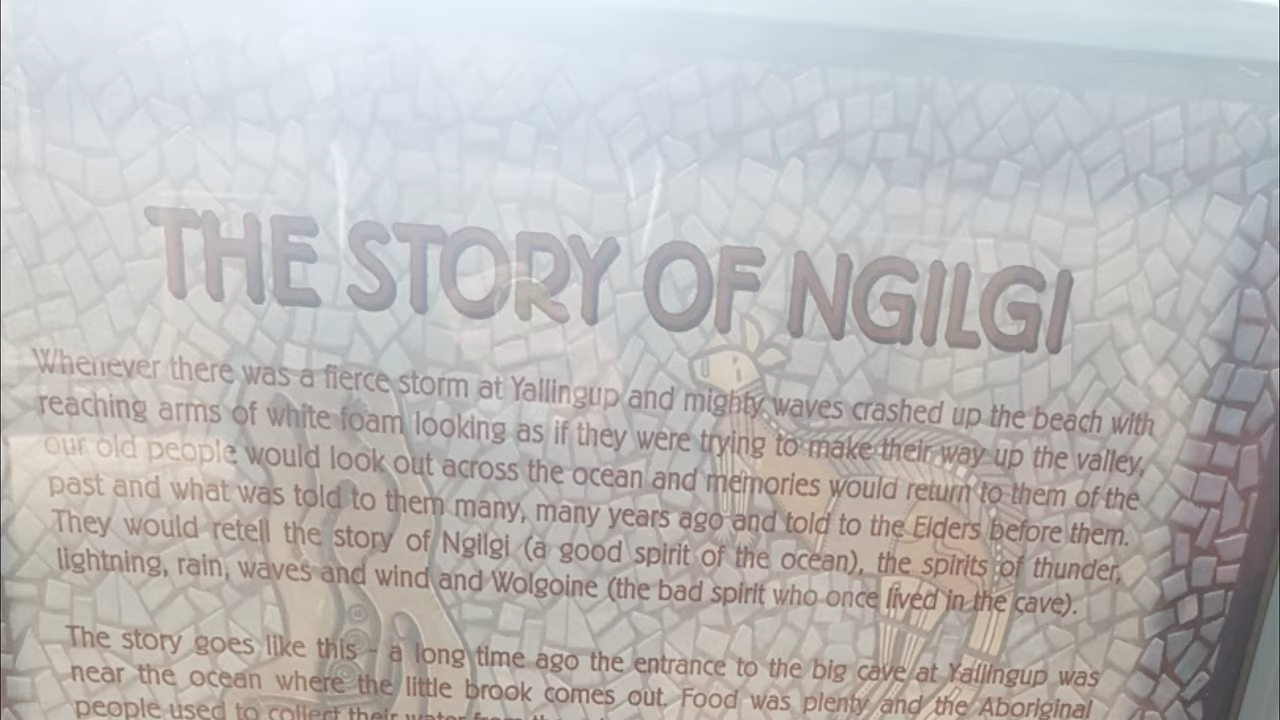 THE STORY OF NGILGI
Whenever there was a fierce storm at Yallingup and mighty waves crashed up the beach with
reaching arms of white foam looking as if they were trying to make their way up the valley,
our old people would look out across the ocean and memories would return to them of the
past and what was told to them many, many years ago and told to the Elders before them.
They would retell the story of Ngilgi (a good spirit of the ocean), the spirits of thunder,
lightning, rain, waves and wind and Wolgoine (the bad spirit who once lived in the cave).
The story goes like this - a long time ago the entrance to the big cave at Yallingup was
near the ocean where the little brook comes out. Food was plenty and the Aboriginal
people used to collect their water from